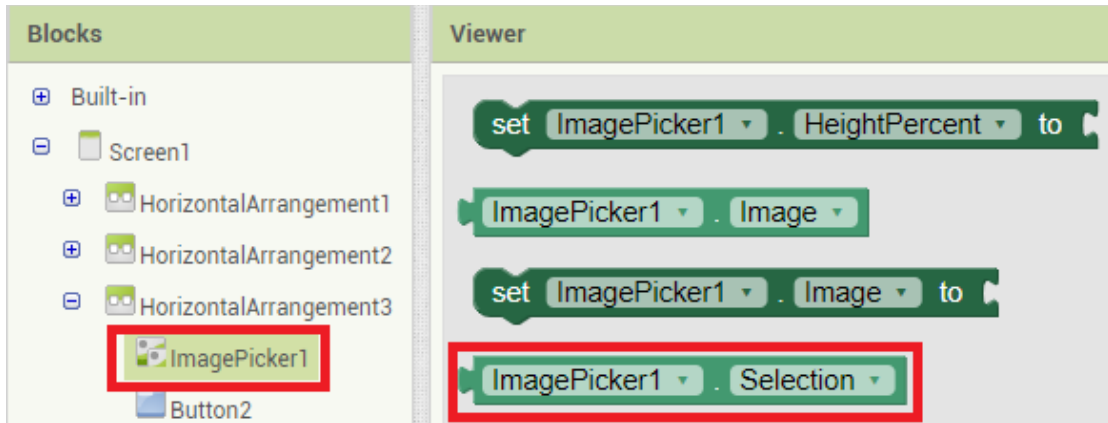 Blocks
Built-in
Screen1
HorizontalArrangement1
HorizontalArrangement2
HorizontalArrangement3
ImagePicker1
Button2
Viewer
set ImagePicker1 . HeightPercent to
ImagePicker1 . Image
set ImagePicker1 . Image to
ImagePicker1 . Selection